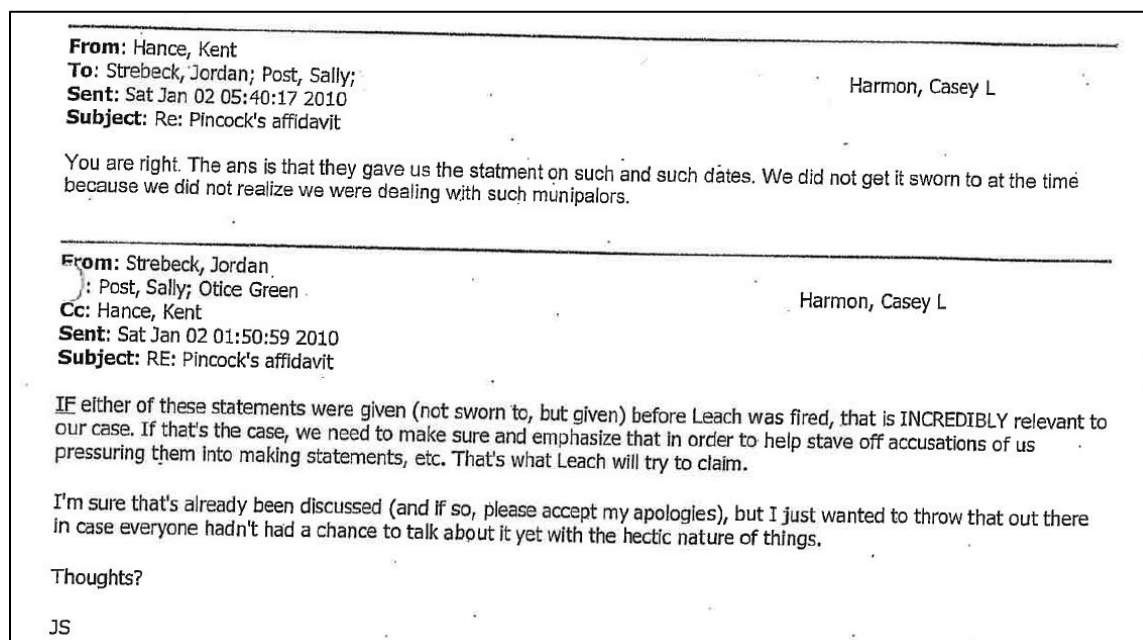 From: Hance, Kent
To: Strebeck, Jordan; Post, Sally; Harmon, Casey L
Sent: Sat Jan 02 05:40:17 2010
Subject: Re: Pincock's affidavit
You are right. The ans is that they gave us the statment on such and such dates. We did not get it sworn to at the time
because we did not realize we were dealing with such munipalors.
From: Strebeck, Jordan
: Post, Sally; Otice Green Harmon, Casey L
Cc: Hance, Kent
Sent: Sat Jan 02 01:50:59 2010
Subject: RE: Pincock's affidavit
IF either of these statements were given (not sworn to, but given) before Leach was fired, that is INCREDIBLY relevant to
our case. If that's the case, we need to make sure and emphasize that in order to help stave off accusations of us
pressuring them into making statements, etc. That's what Leach will try to claim.
I'm sure that's already been discussed (and if so, please accept my apologies), but I just wanted to throw that out there
in case everyone hadn't had a chance to talk about it yet with the hectic nature of things.
Thoughts?
JS